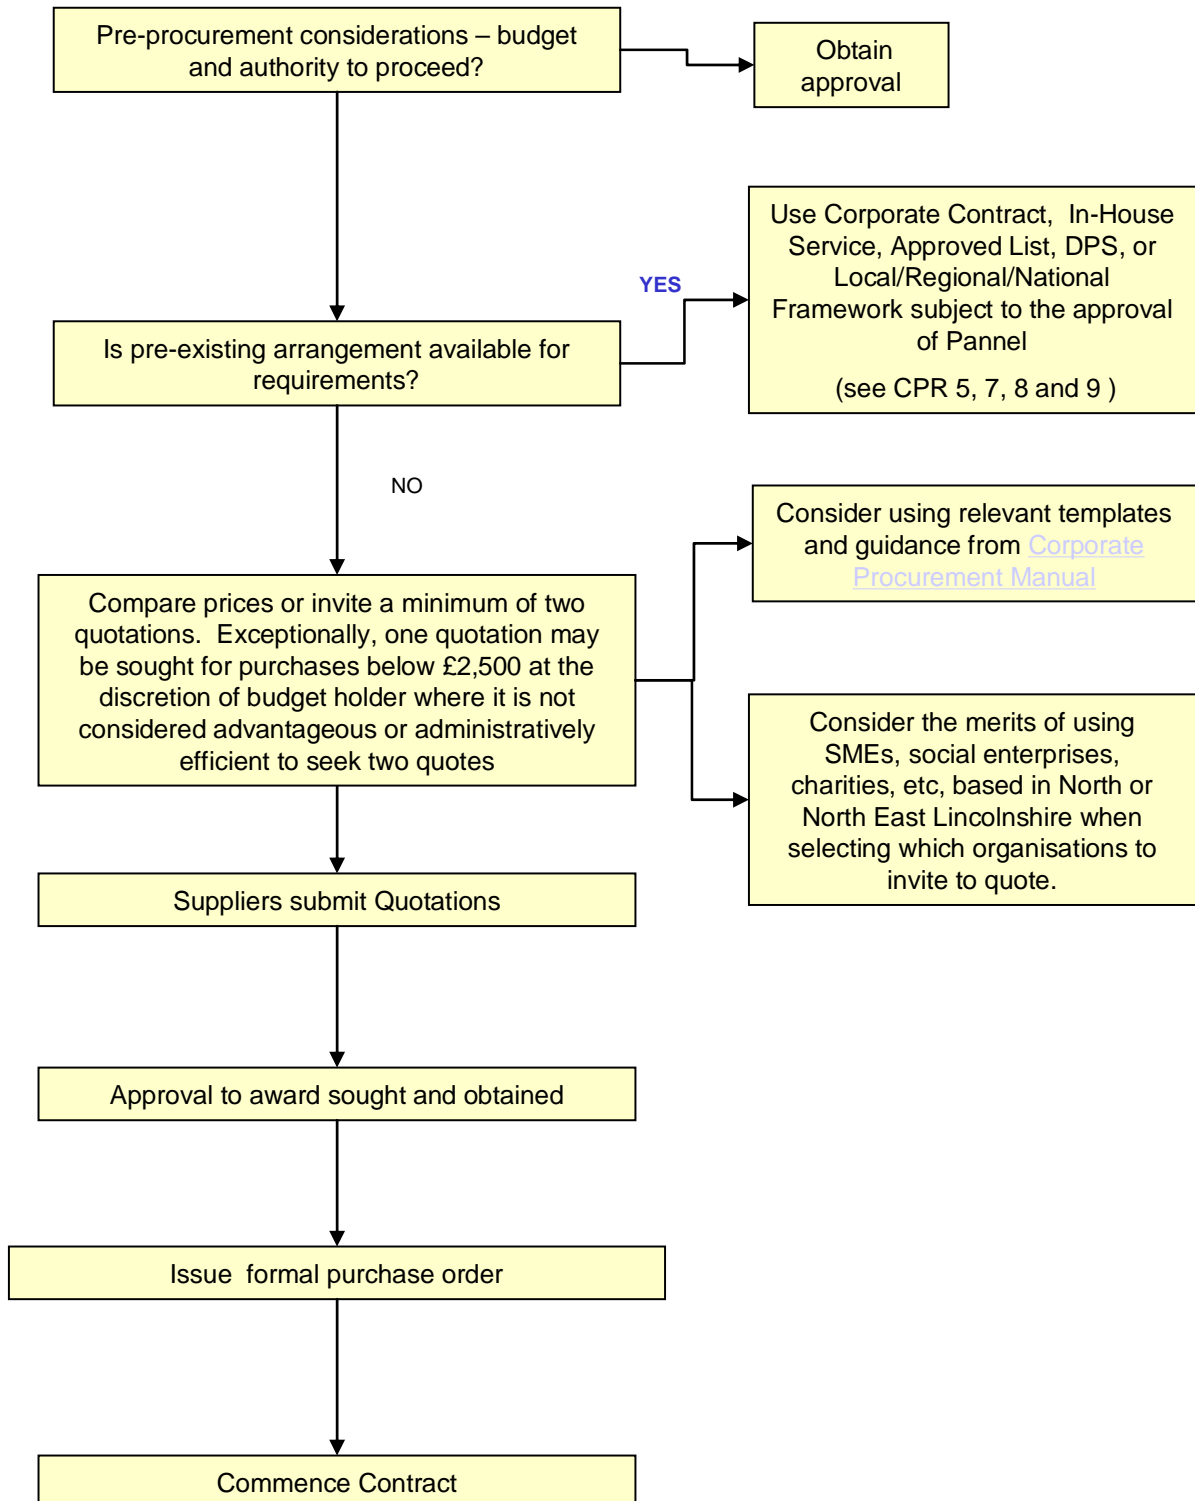 Pre-procurement considerations – budget
and authority to proceed?
Obtain
approval
Use Corporate Contract, In-House
Service, Approved List, DPS, or
Local/Regional/National
Framework subject to the approval
of Pannel
(see CPR 5, 7, 8 and 9 )
YES
Is pre-existing arrangement available for
requirements?
NO
Consider using relevant templates
and guidance from Corporate
Procurement Manual
Compare prices or invite a minimum of two
quotations. Exceptionally, one quotation may
be sought for purchases below £2,500 at the
discretion of budget holder where it is not
considered advantageous or administratively
efficient to seek two quotes
Consider the merits of using
SMEs, social enterprises,
charities, etc, based in North or
North East Lincolnshire when
selecting which organisations to
invite to quote.
Suppliers submit Quotations
Approval to award sought and obtained
Issue formal purchase order
Commence Contract